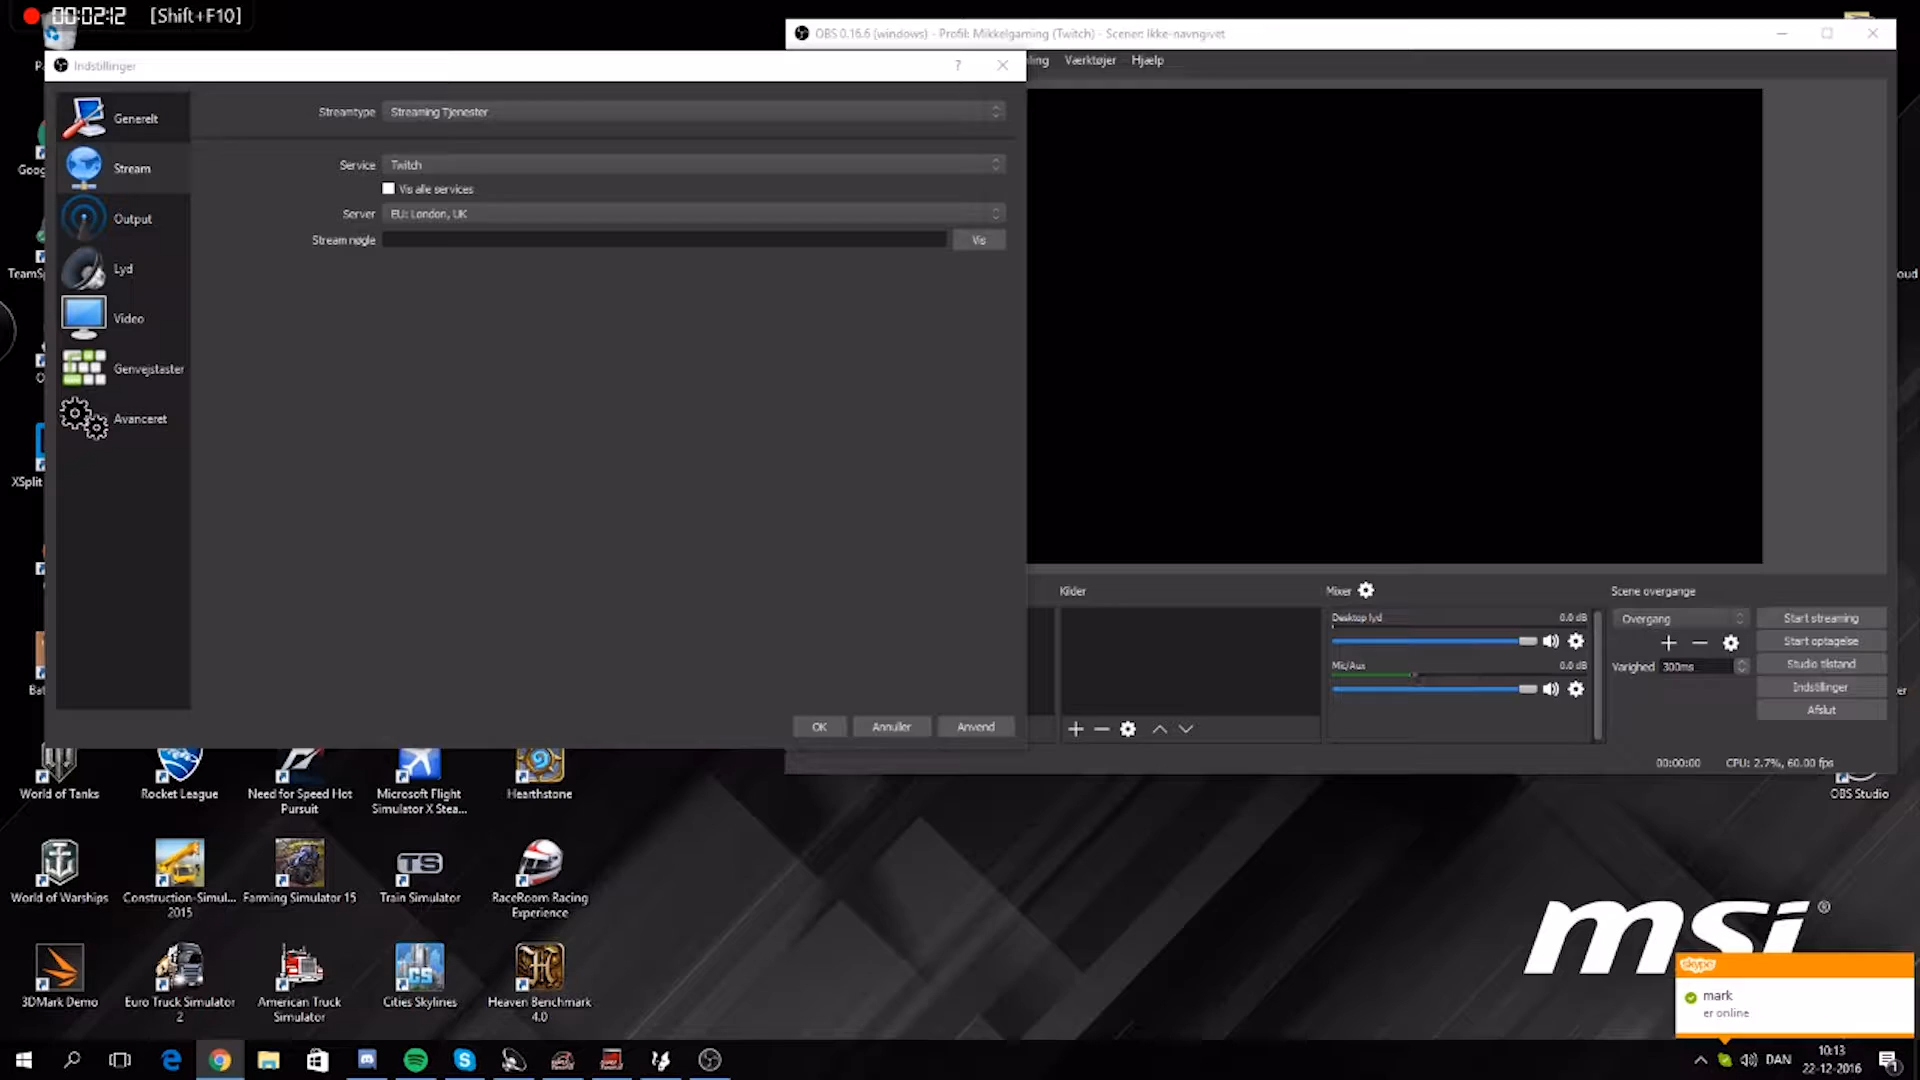 00:02:12 [Shift+F10]
OBS 0.16.6 (windows) - Profil: Mikkelgaming (Twitch) - Scener: Ikke-navngivet
Indstillinger
?
Værktøjer Hjælp
Generelt
Stream
Output
Lyd
Video
Genvejstaster
Avanceret
Streamtype Streaming Tjenester
Service Twitch
Vis alle services
Server EU: London, UK
Stream nøgle Vis
OK Annuller Anvend
Kilder
Mixer
Desktop lyd 0.0 dB
Mic/Aux 0.0 dB
Scene overgange
Overgang
Varighed 300ms
Start streaming
Start optagelse
Studio tilstand
Indstillinger
Afslut
00:00:00 CPU: 2.7%, 60.00 fps
XSplit
World of Tanks
Rocket League
Need for Speed Hot
Pursuit
Microsoft Flight
Simulator X Stea...
Hearthstone
OBS Studio
World of Warships
Construction-Simul...
2015
Farming Simulator 15
TS
Train Simulator
RaceRoom Racing
Experience
3DMark Demo
Euro Truck Simulator
2
American Truck
Simulator
CS
Cities Skylines
Heaven Benchmark
4.0
msi®
skype
mark
er online
DAN
10:13
22-12-2016
1